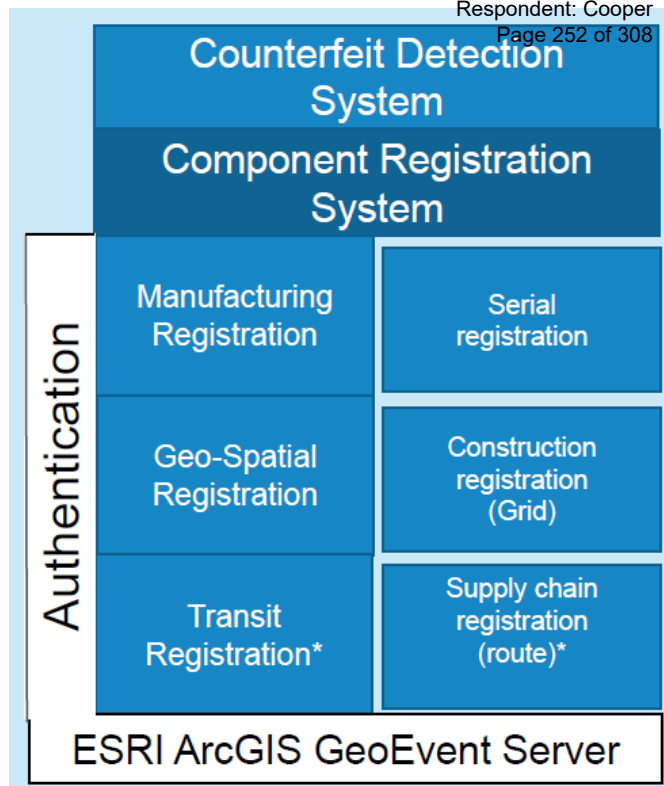 Respondent: Cooper
Page 252 of 308
Counterfeit Detection
System
Component Registration
System
Authentication
Manufacturing
Registration
Serial
registration
Geo-Spatial
Registration
Construction
registration
(Grid)
Transit
Registration*
Supply chain
registration
(route)*
ESRI ArcGIS GeoEvent Server